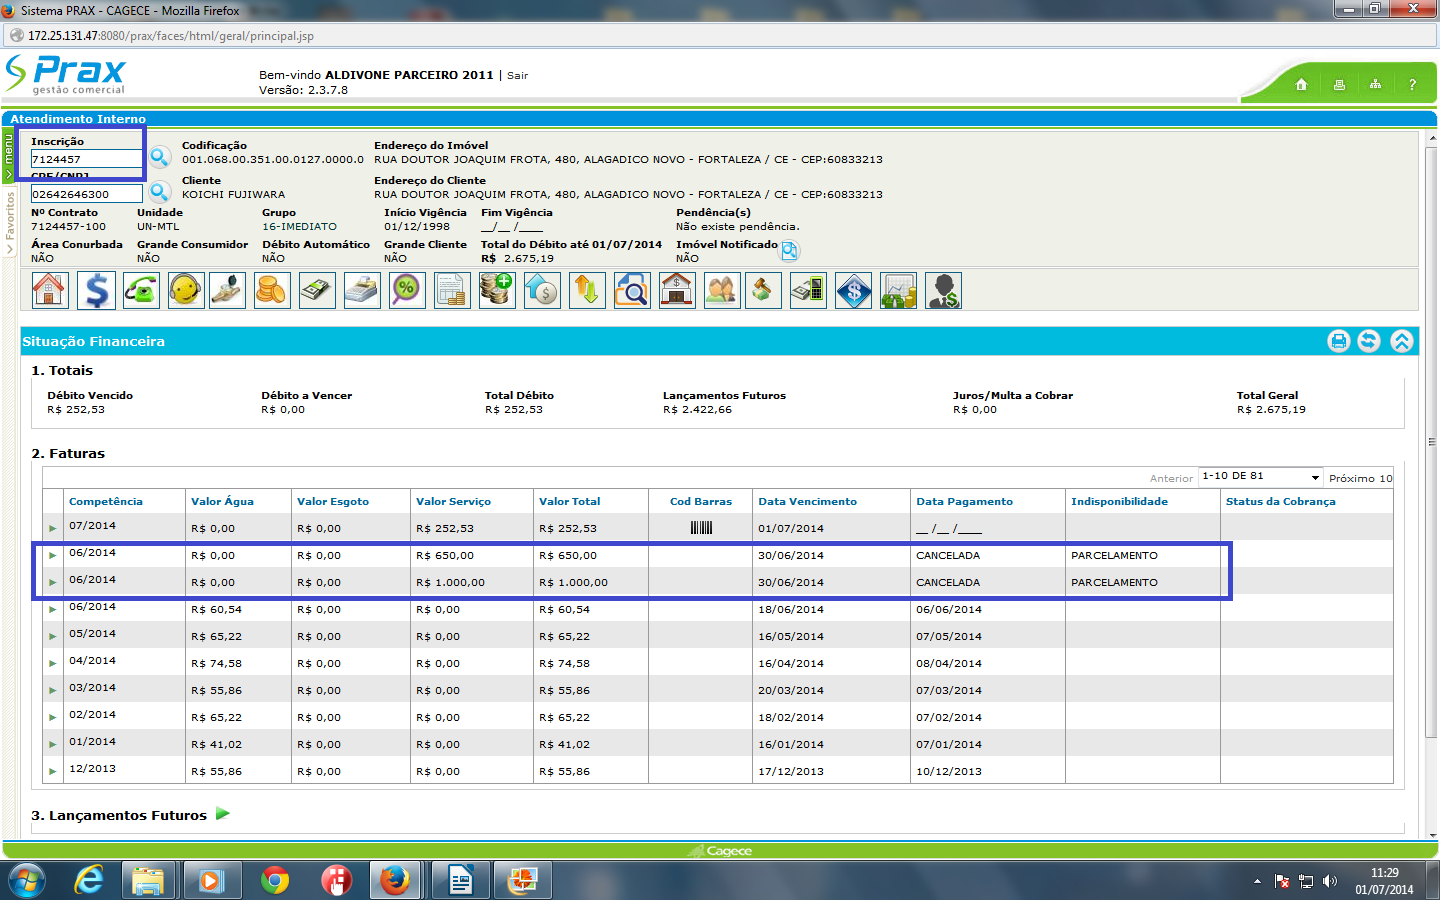 Sistema PRAX - CAGECE - Mozilla Firefox
172.25.131.47:8080/prax/faces/html/geral/principal.jsp
Prax
gestão comercial
Bem-vindo ALDIVONE PARCEIRO 2011 | Sair
Versão: 2.3.7.8
?
Atendimento Interno
menu
Favoritos
Inscrição Codificação Endereço do Imóvel
7124457 001.068.00.351.00.0127.0000.0 RUA DOUTOR JOAQUIM FROTA, 480, ALAGADICO NOVO - FORTALEZA / CE - CEP:60833213
CPF/CNPJ Cliente Endereço do Cliente
02642646300 KOICHI FUJIWARA RUA DOUTOR JOAQUIM FROTA, 480, ALAGADICO NOVO - FORTALEZA / CE - CEP:60833213
Nº Contrato Unidade Grupo Início Vigência Fim Vigência Pendência(s)
7124457-100 UN-MTL 16-IMEDIATO 01/12/1998 __/__ /____ Não existe pendência.
Área Conurbada Grande Consumidor Débito Automático Grande Cliente Total do Débito até 01/07/2014 Imóvel Notificado
NÃO NÃO NÃO NÃO R$ 2.675,19 NÃO
Situação Financeira
1. Totais
Débito Vencido Débito a Vencer Total Débito Lançamentos Futuros Juros/Multa a Cobrar Total Geral
R$ 252,53 R$ 0,00 R$ 252,53 R$ 2.422,66 R$ 0,00 R$ 2.675,19
2. Faturas
Anterior 1-10 DE 81 Próximo 10
Competência Valor Água Valor Esgoto Valor Serviço Valor Total Cod Barras Data Vencimento Data Pagamento Indisponibilidade Status da Cobrança
07/2014 R$ 0,00 R$ 0,00 R$ 252,53 R$ 252,53 01/07/2014 __ /__ /____
06/2014 R$ 0,00 R$ 0,00 R$ 650,00 R$ 650,00 30/06/2014 CANCELADA PARCELAMENTO
06/2014 R$ 0,00 R$ 0,00 R$ 1.000,00 R$ 1.000,00 30/06/2014 CANCELADA PARCELAMENTO
06/2014 R$ 60,54 R$ 0,00 R$ 0,00 R$ 60,54 18/06/2014 06/06/2014
05/2014 R$ 65,22 R$ 0,00 R$ 0,00 R$ 65,22 16/05/2014 07/05/2014
04/2014 R$ 74,58 R$ 0,00 R$ 0,00 R$ 74,58 16/04/2014 08/04/2014
03/2014 R$ 55,86 R$ 0,00 R$ 0,00 R$ 55,86 20/03/2014 07/03/2014
02/2014 R$ 65,22 R$ 0,00 R$ 0,00 R$ 65,22 18/02/2014 07/02/2014
01/2014 R$ 41,02 R$ 0,00 R$ 0,00 R$ 41,02 16/01/2014 07/01/2014
12/2013 R$ 55,86 R$ 0,00 R$ 0,00 R$ 55,86 17/12/2013 10/12/2013
3. Lançamentos Futuros
Cagece
11:29
01/07/2014